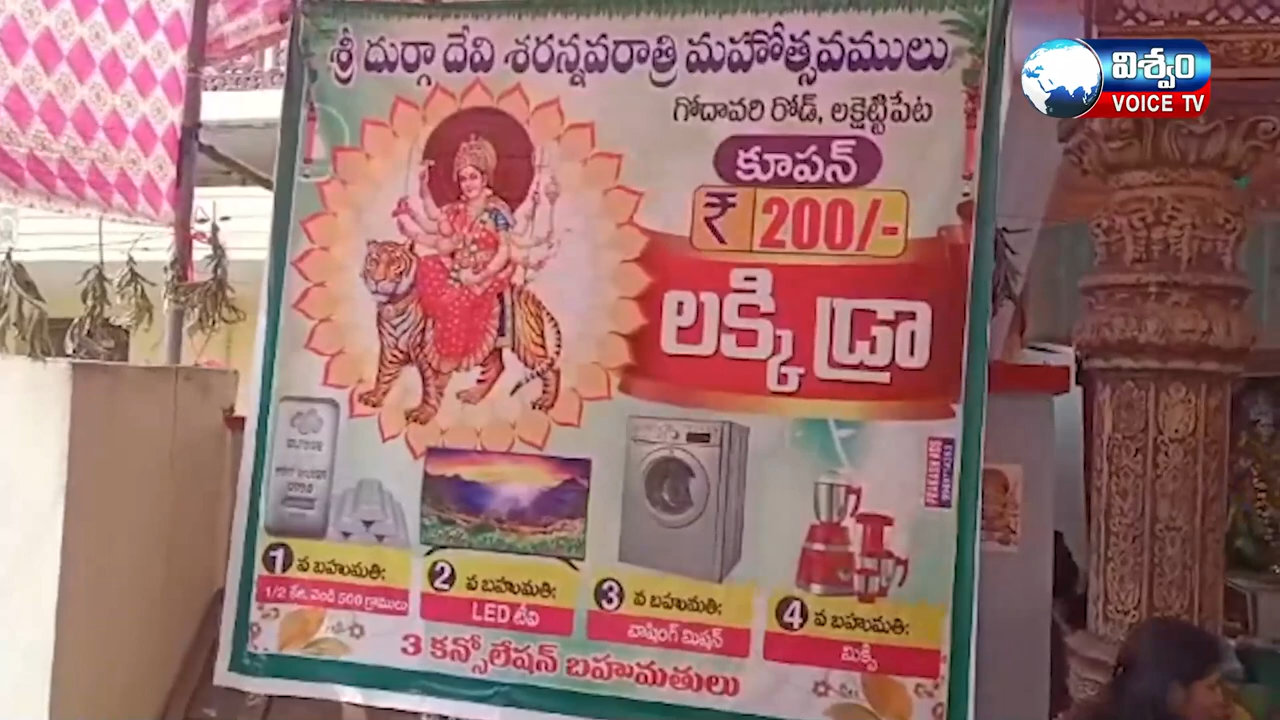 శ్రీ దుర్గా దేవి శరన్నవరాత్రి మహోత్సవములు
గోదావరి రోడ్, లక్షెట్టిపేట
కూపన్
₹ 200/-
లక్కి డ్రా
1 వ బహుమతి:
1/2 కేజి. వెండి 500 గ్రాములు
2 వ బహుమతి:
LED టీవి
3 వ బహుమతి:
వాషింగ్ మిషన్
4 వ బహుమతి:
మిక్సీ
3 కన్సోలేషన్ బహుమతులు
విశ్వం
VOICE TV